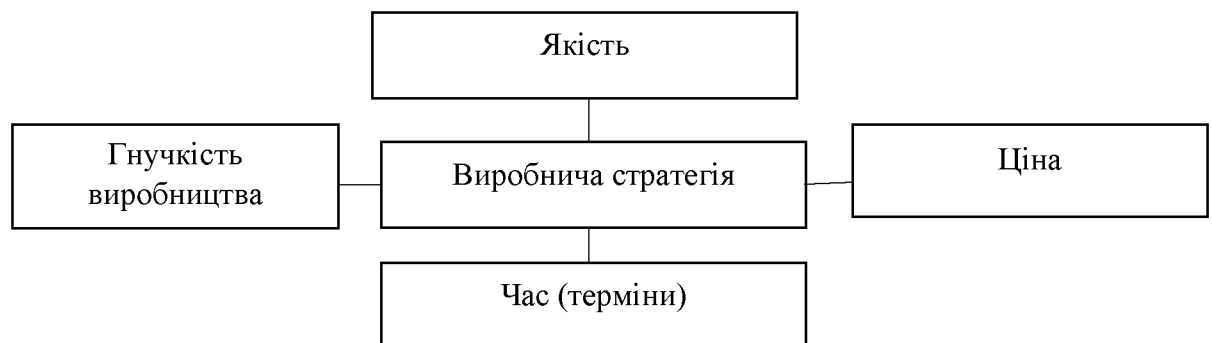 Якість
Гнучкість
виробництва
Виробнича стратегія
Ціна
Час (терміни)